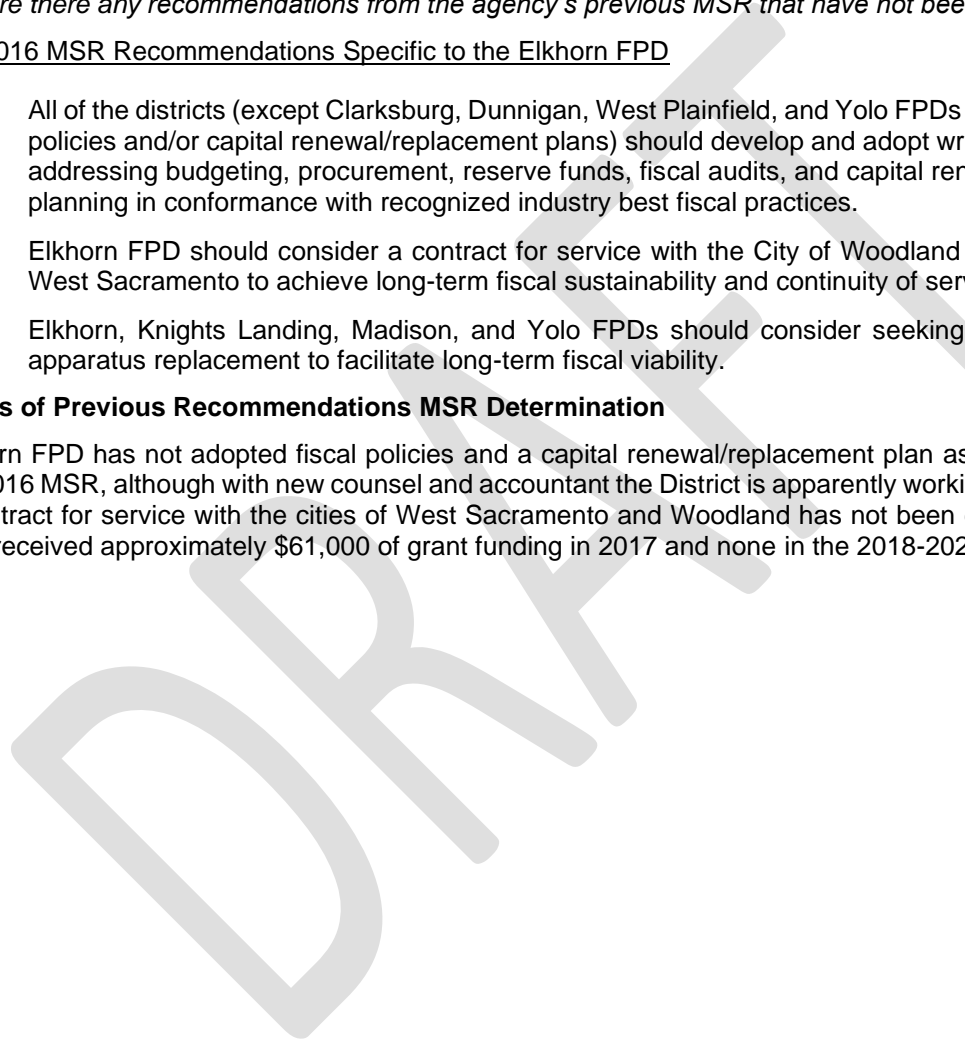 re there any recommendations from the agency's previous MSR that have not bee
016 MSR Recommendations Specific to the Elkhorn FPD
All of the districts (except Clarksburg, Dunnigan, West Plainfield, and Yolo FPDs
policies and/or capital renewal/replacement plans) should develop and adopt wr
addressing budgeting, procurement, reserve funds, fiscal audits, and capital ren
planning in conformance with recognized industry best fiscal practices.
Elkhorn FPD should consider a contract for service with the City of Woodland
West Sacramento to achieve long-term fiscal sustainability and continuity of ser
Elkhorn, Knights Landing, Madison, and Yolo FPDs should consider seeking
apparatus replacement to facilitate long-term fiscal viability.
s of Previous Recommendations MSR Determination
rn FPD has not adopted fiscal policies and a capital renewal/replacement plan as
016 MSR, although with new counsel and accountant the District is apparently worki
tract for service with the cities of West Sacramento and Woodland has not been
received approximately $61,000 of grant funding in 2017 and none in the 2018-202
DRAFT